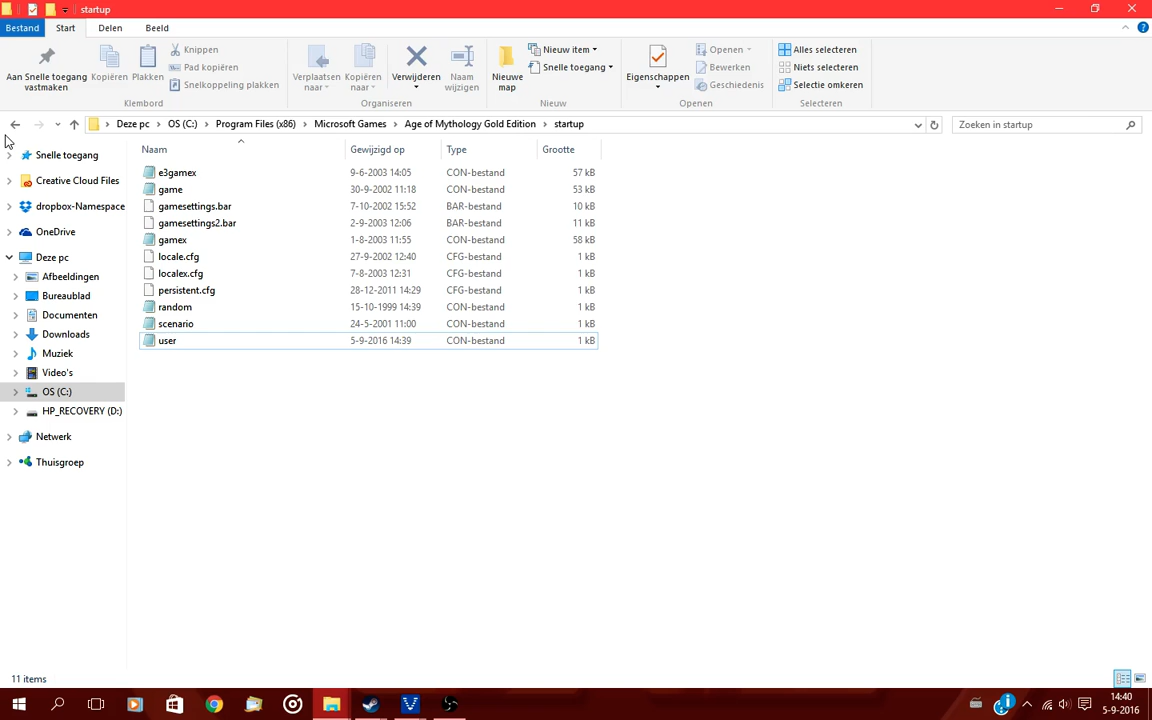 startup
Bestand Start Delen Beeld
Aan Snelle toegang vastmaken
Kopiëren
Plakken
Knippen
Pad kopiëren
Snelkoppeling plakken
Klembord
Verplaatsen naar
Kopiëren naar
Verwijderen
Naam wijzigen
Organiseren
Nieuwe map
Nieuw item
Snelle toegang
Nieuw
Eigenschappen
Openen
Bewerken
Geschiedenis
Openen
Alles selecteren
Niets selecteren
Selectie omkeren
Selecteren
Deze pc > OS (C:) > Program Files (x86) > Microsoft Games > Age of Mythology Gold Edition > startup
Zoeken in startup
Snelle toegang
Creative Cloud Files
dropbox-Namespace
OneDrive
Deze pc
Afbeeldingen
Bureaublad
Documenten
Downloads
Muziek
Video's
OS (C:)
HP_RECOVERY (D:)
Netwerk
Thuisgroep
Naam Gewijzigd op Type Grootte
e3gamex 9-6-2003 14:05 CON-bestand 57 kB
game 30-9-2002 11:18 CON-bestand 53 kB
gamesettings.bar 7-10-2002 15:52 BAR-bestand 10 kB
gamesettings2.bar 2-9-2003 12:06 BAR-bestand 11 kB
gamex 1-8-2003 11:55 CON-bestand 58 kB
locale.cfg 27-9-2002 12:40 CFG-bestand 1 kB
localex.cfg 7-8-2003 12:31 CFG-bestand 1 kB
persistent.cfg 28-12-2011 14:29 CFG-bestand 1 kB
random 15-10-1999 14:39 CON-bestand 1 kB
scenario 24-5-2001 11:00 CON-bestand 1 kB
user 5-9-2016 14:39 CON-bestand 1 kB
11 items
14:40
5-9-2016